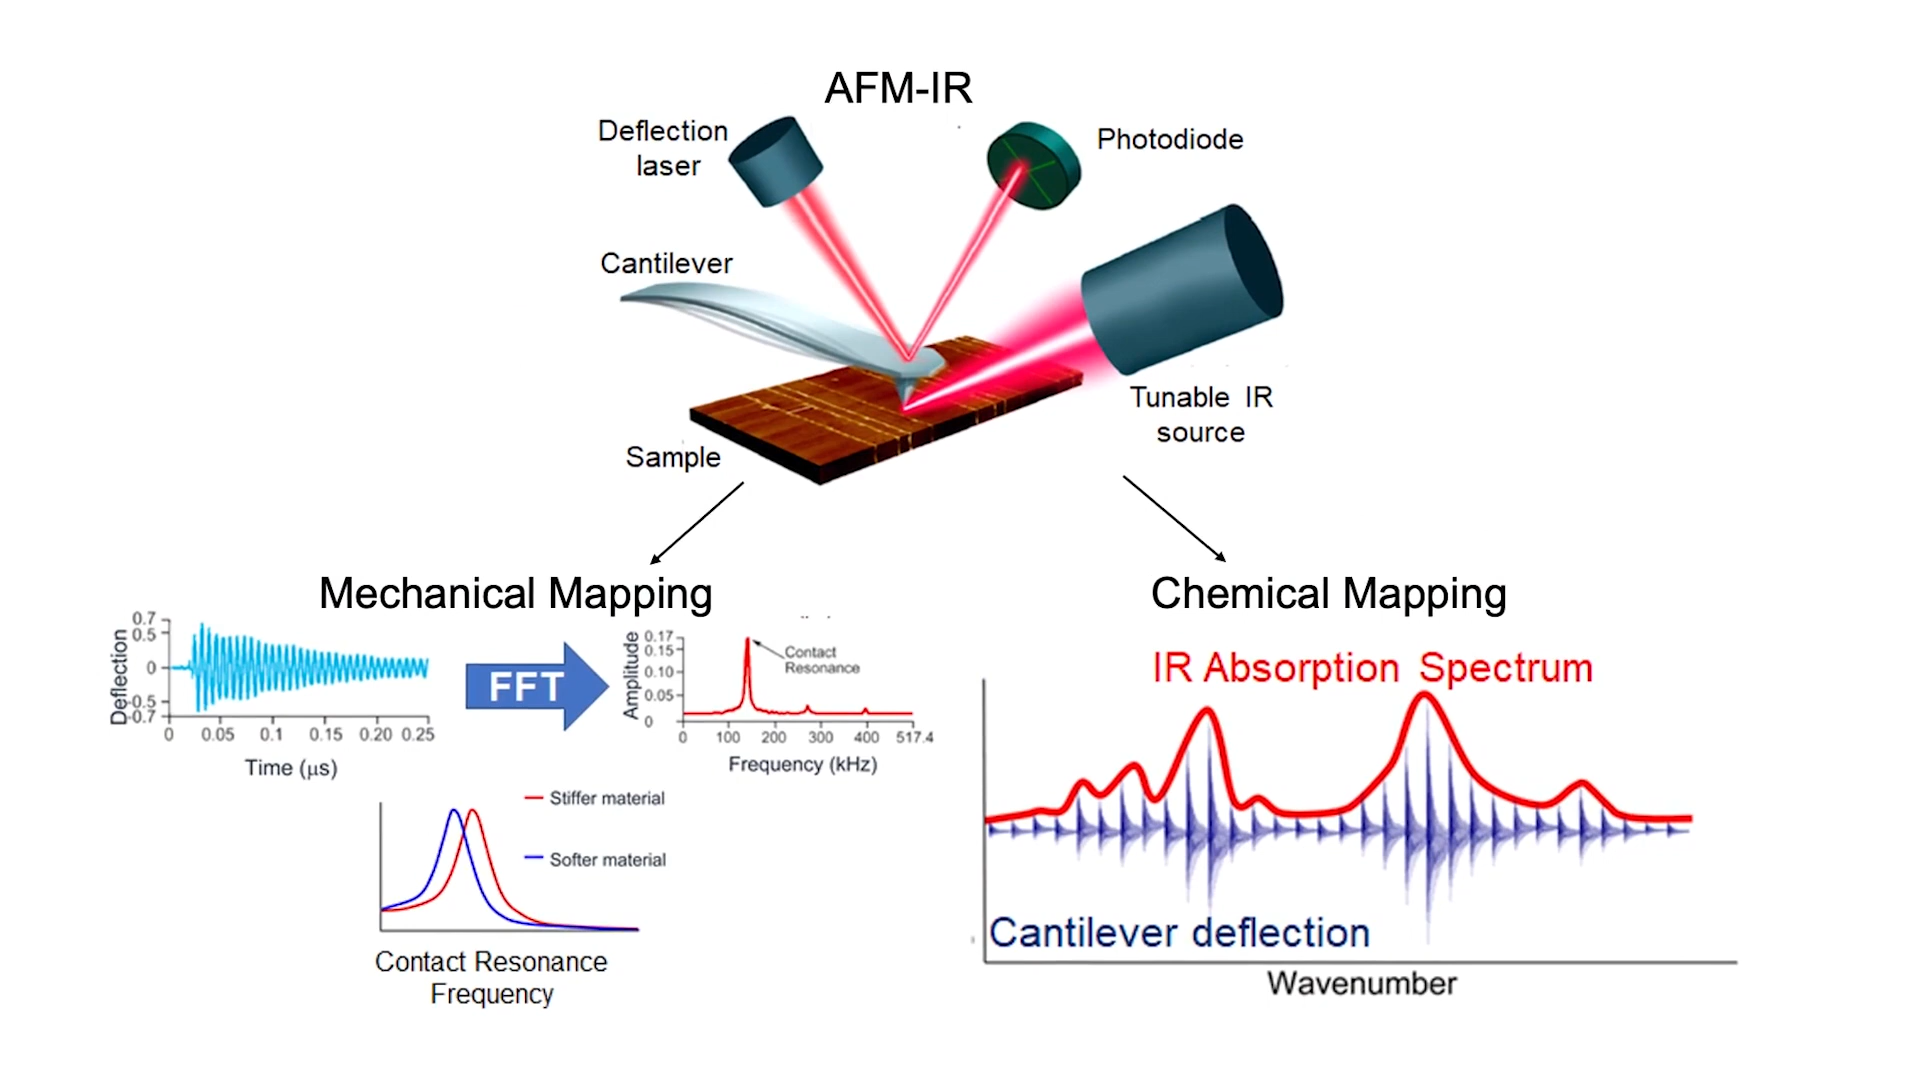 AFM-IR
Deflection
laser
Photodiode
Cantilever
Tunable IR
source
Sample
Mechanical Mapping
Deflection
0.7
0.5
0
-0.5
-0.7
0 0.05 0.1 0.15 0.20 0.25
Time (μs)
FFT
Amplitude
0.17
0.15
0.10
0.05
0
Contact
Resonance
0 100 200 300 400 517.4
Frequency (kHz)
Stiffer material
Softer material
Contact Resonance
Frequency
Chemical Mapping
IR Absorption Spectrum
Cantilever deflection
Wavenumber